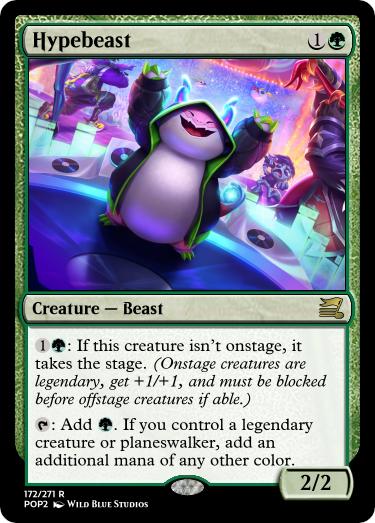 Hypebeast 1
Creature — Beast
1: If this creature isn't onstage, it
takes the stage. (Onstage creatures are
legendary, get +1/+1, and must be blocked
before offstage creatures if able.)
: Add . If you control a legendary
creature or planeswalker, add an
additional mana of any other color.
2/2
172/271 R
POP2 Wild Blue Studios